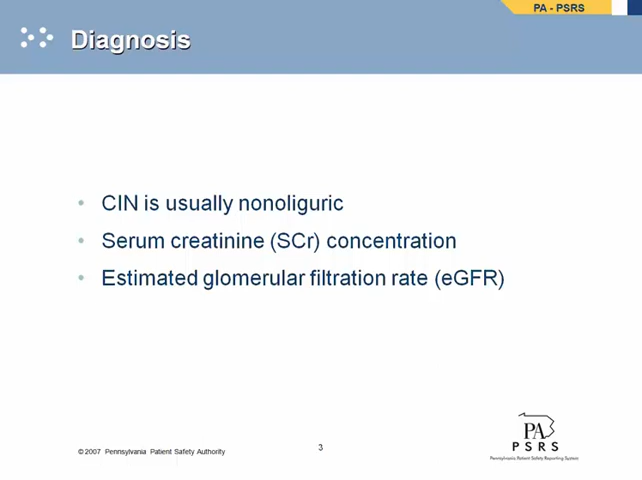 PA - PSRS
Diagnosis
• CIN is usually nonoliguric
• Serum creatinine (SCr) concentration
• Estimated glomerular filtration rate (eGFR)
©2007 Pennsylvania Patient Safety Authority
3
PA
PSRS
Pennsylvania Patient Safety Reporting System